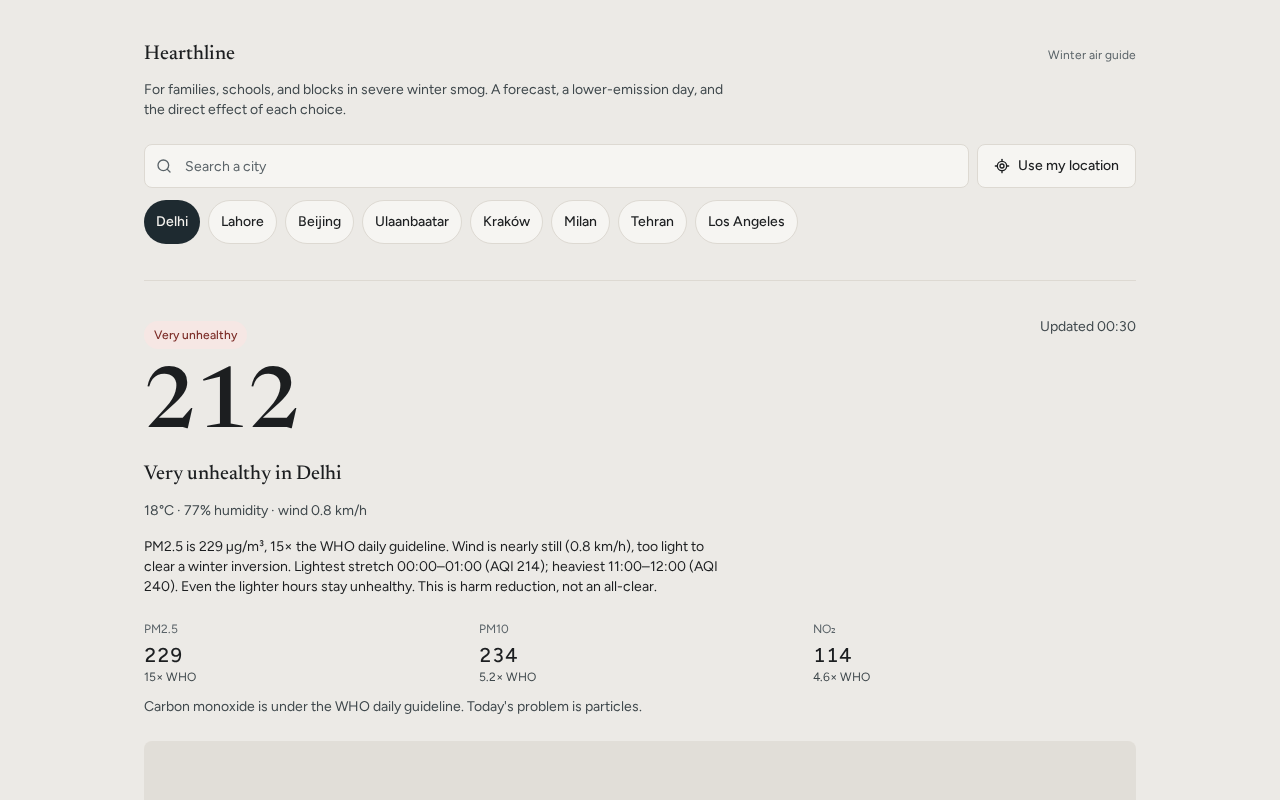 Hearthline
Winter air guide
For families, schools, and blocks in severe winter smog. A forecast, a lower-emission day, and
the direct effect of each choice.
Search a city
Use my location
Delhi
Lahore
Beijing
Ulaanbaatar
Kraków
Milan
Tehran
Los Angeles
Very unhealthy
Updated 00:30
212
Very unhealthy in Delhi
18°C · 77% humidity · wind 0.8 km/h
PM2.5 is 229 µg/m³, 15× the WHO daily guideline. Wind is nearly still (0.8 km/h), too light to
clear a winter inversion. Lightest stretch 00:00–01:00 (AQI 214); heaviest 11:00–12:00 (AQI
240). Even the lighter hours stay unhealthy. This is harm reduction, not an all-clear.
PM2.5
PM10
NO₂
229
234
114
15× WHO
5.2× WHO
4.6× WHO
Carbon monoxide is under the WHO daily guideline. Today's problem is particles.